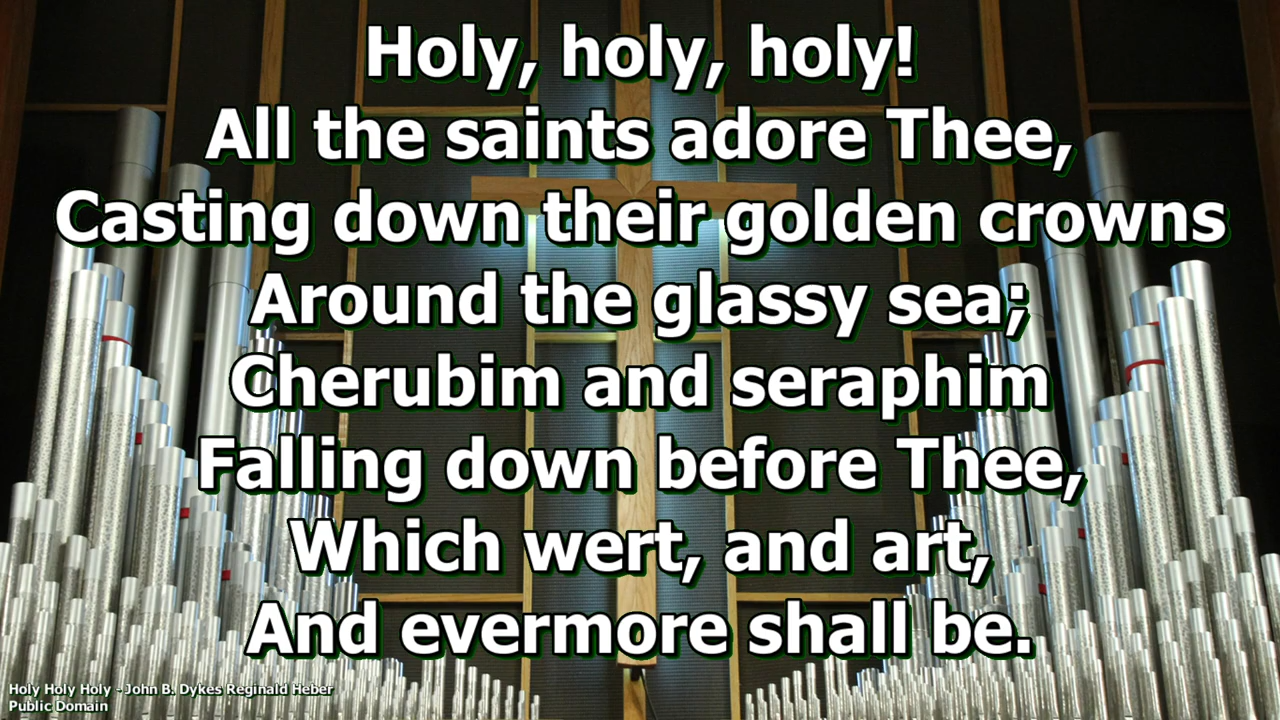 Holy, holy, holy!
All the saints adore Thee,
Casting down their golden crowns
Around the glassy sea;
Cherubim and seraphim
Falling down before Thee,
Which wert, and art,
And evermore shall be.
Holy Holy Holy - John B. Dykes Reginald Heber
Public Domain